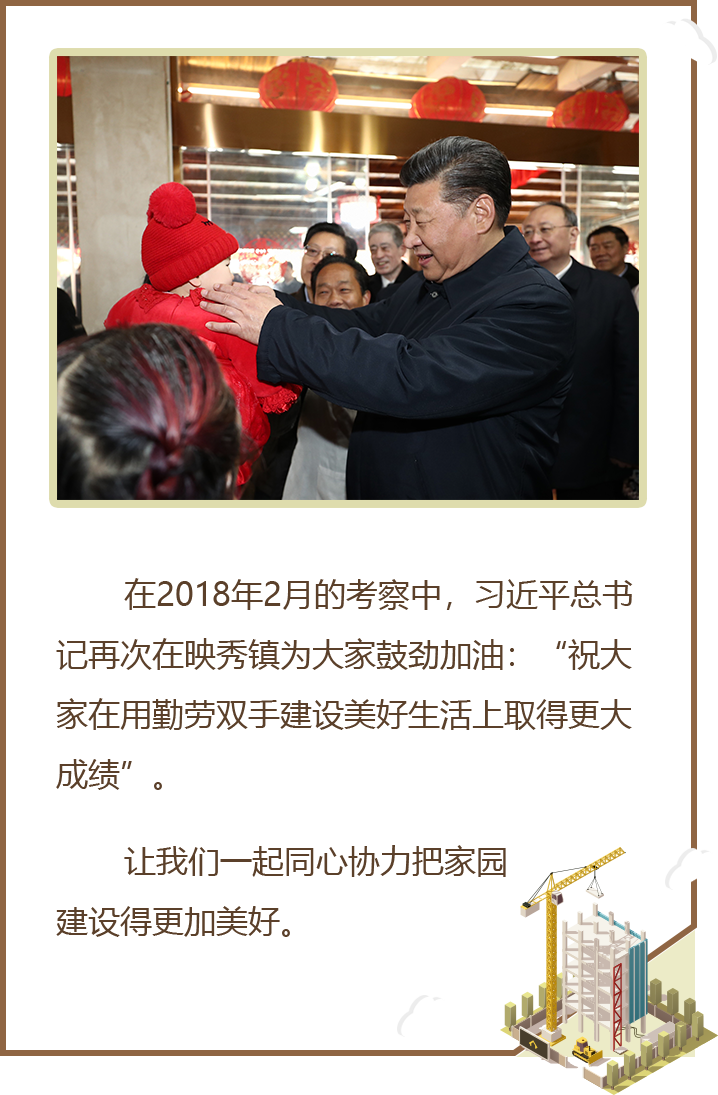 在2018年2月的考察中，习近平总书
记再次在映秀镇为大家鼓劲加油：“祝大
家在用勤劳双手建设美好生活上取得更大
成绩”。
让我们一起同心协力把家园
建设得更加美好。